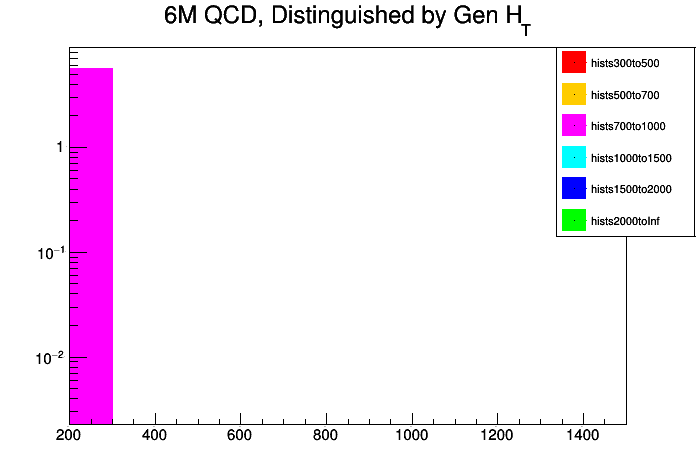 6M QCD, Distinguished by Gen H_T
hists300to500
hists500to700
hists700to1000
hists1000to1500
hists1500to2000
hists2000toInf
1
10⁻¹
10⁻²
200 400 600 800 1000 1200 1400